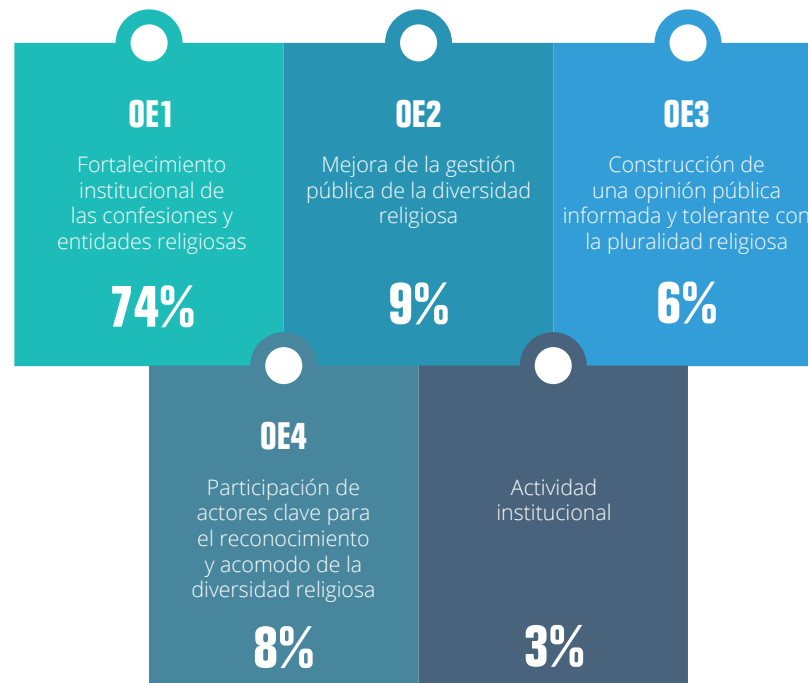 OE1
Fortalecimiento
institucional de
las confesiones y
entidades religiosas
74%
OE2
Mejora de la gestión
pública de la diversidad
religiosa
9%
OE3
Construcción de
una opinión pública
informada y tolerante con
la pluralidad religiosa
6%
OE4
Participación de
actores clave para
el reconocimiento
y acomodo de la
diversidad religiosa
8%
Actividad
institucional
3%